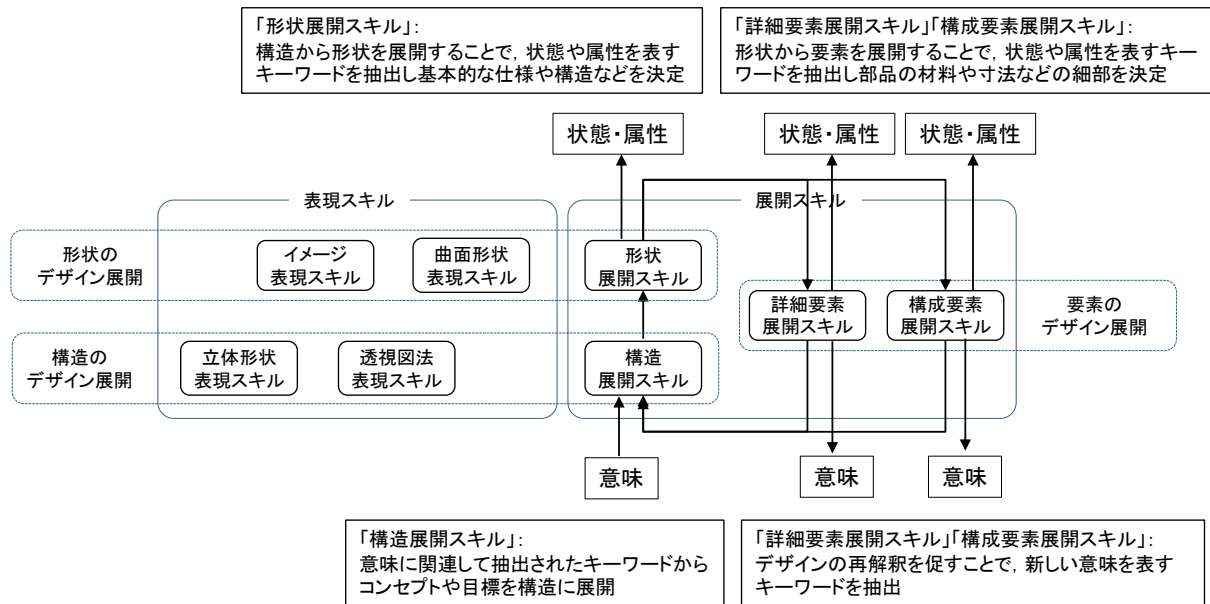 「形状展開スキル」：
構造から形状を展開することで，状態や属性を表す
キーワードを抽出し基本的な仕様や構造などを決定
「詳細要素展開スキル」「構成要素展開スキル」：
形状から要素を展開することで，状態や属性を表すキー
ワードを抽出し部品の材料や寸法などの細部を決定
状態・属性
状態・属性
状態・属性
表現スキル
展開スキル
形状の
デザイン展開
イメージ
表現スキル
曲面形状
表現スキル
形状
展開スキル
詳細要素
展開スキル
構成要素
展開スキル
要素の
デザイン展開
構造の
デザイン展開
立体形状
表現スキル
透視図法
表現スキル
構造
展開スキル
意味
意味
意味
「構造展開スキル」：
意味に関連して抽出されたキーワードから
コンセプトや目標を構造に展開
「詳細要素展開スキル」「構成要素展開スキル」：
デザインの再解釈を促すことで，新しい意味を表す
キーワードを抽出